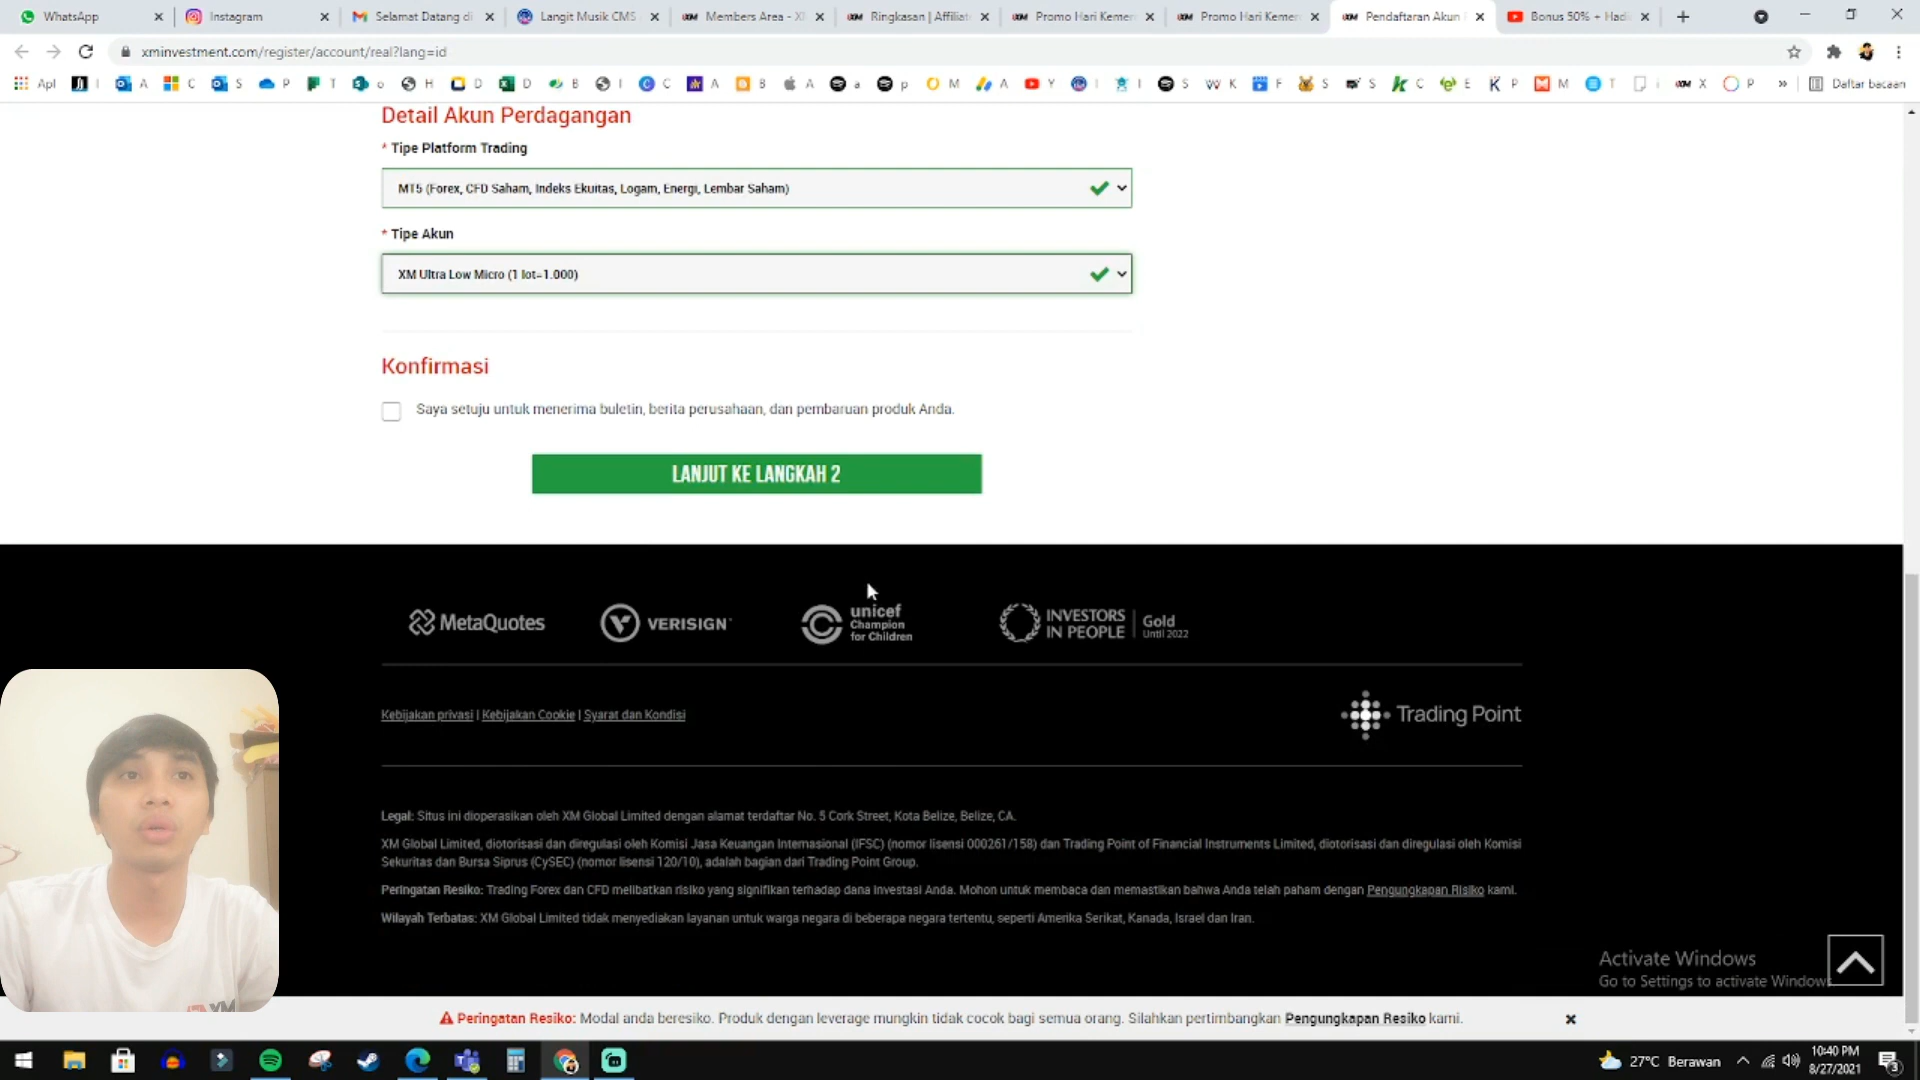 WhatsApp
Instagram
Selamat Datang di
Langit Musik CMS
Members Area - X
Ringkasan | Affiliat
Promo Hari Kemer
Promo Hari Kemer
Pendaftaran Akun
Bonus 50% + Hadi
xminvestment.com/register/account/real?lang=id
Apl
Daftar bacaan
Detail Akun Perdagangan
* Tipe Platform Trading
MT5 (Forex, CFD Saham, Indeks Ekuitas, Logam, Energi, Lembar Saham)
* Tipe Akun
XM Ultra Low Micro (1 lot=1.000)
Konfirmasi
Saya setuju untuk menerima buletin, berita perusahaan, dan pembaruan produk Anda.
LANJUT KE LANGKAH 2
MetaQuotes
VERISIGN
unicef
Champion
for Children
INVESTORS
IN PEOPLE
Gold
Until 2022
Kebijakan privasi | Kebijakan Cookie | Syarat dan Kondisi
Trading Point
Legal: Situs ini dioperasikan oleh XM Global Limited dengan alamat terdaftar No. 5 Cork Street, Kota Belize, Belize, CA.
XM Global Limited, diotorisasi dan diregulasi oleh Komisi Jasa Keuangan Internasional (IFSC) (nomor lisensi 000261/158) dan Trading Point of Financial Instruments Limited, diotorisasi dan diregulasi oleh Komisi
Sekuritas dan Bursa Siprus (CySEC) (nomor lisensi 120/10), adalah bagian dari Trading Point Group.
Peringatan Resiko: Trading Forex dan CFD melibatkan risiko yang signifikan terhadap dana Investasi Anda. Mohon untuk membaca dan memastikan bahwa Anda telah paham dengan Pengungkapan Risiko kami.
Wilayah Terbatas: XM Global Limited tidak menyediakan layanan untuk warga negara di beberapa negara tertentu, seperti Amerika Serikat, Kanada, Israel dan Iran.
Activate Windows
Go to Settings to activate Windows
Peringatan Resiko: Modal anda beresiko. Produk dengan leverage mungkin tidak cocok bagi semua orang. Silahkan pertimbangkan Pengungkapan Resiko kami.
27°C Berawan
10:40 PM
8/27/2021
3
XM